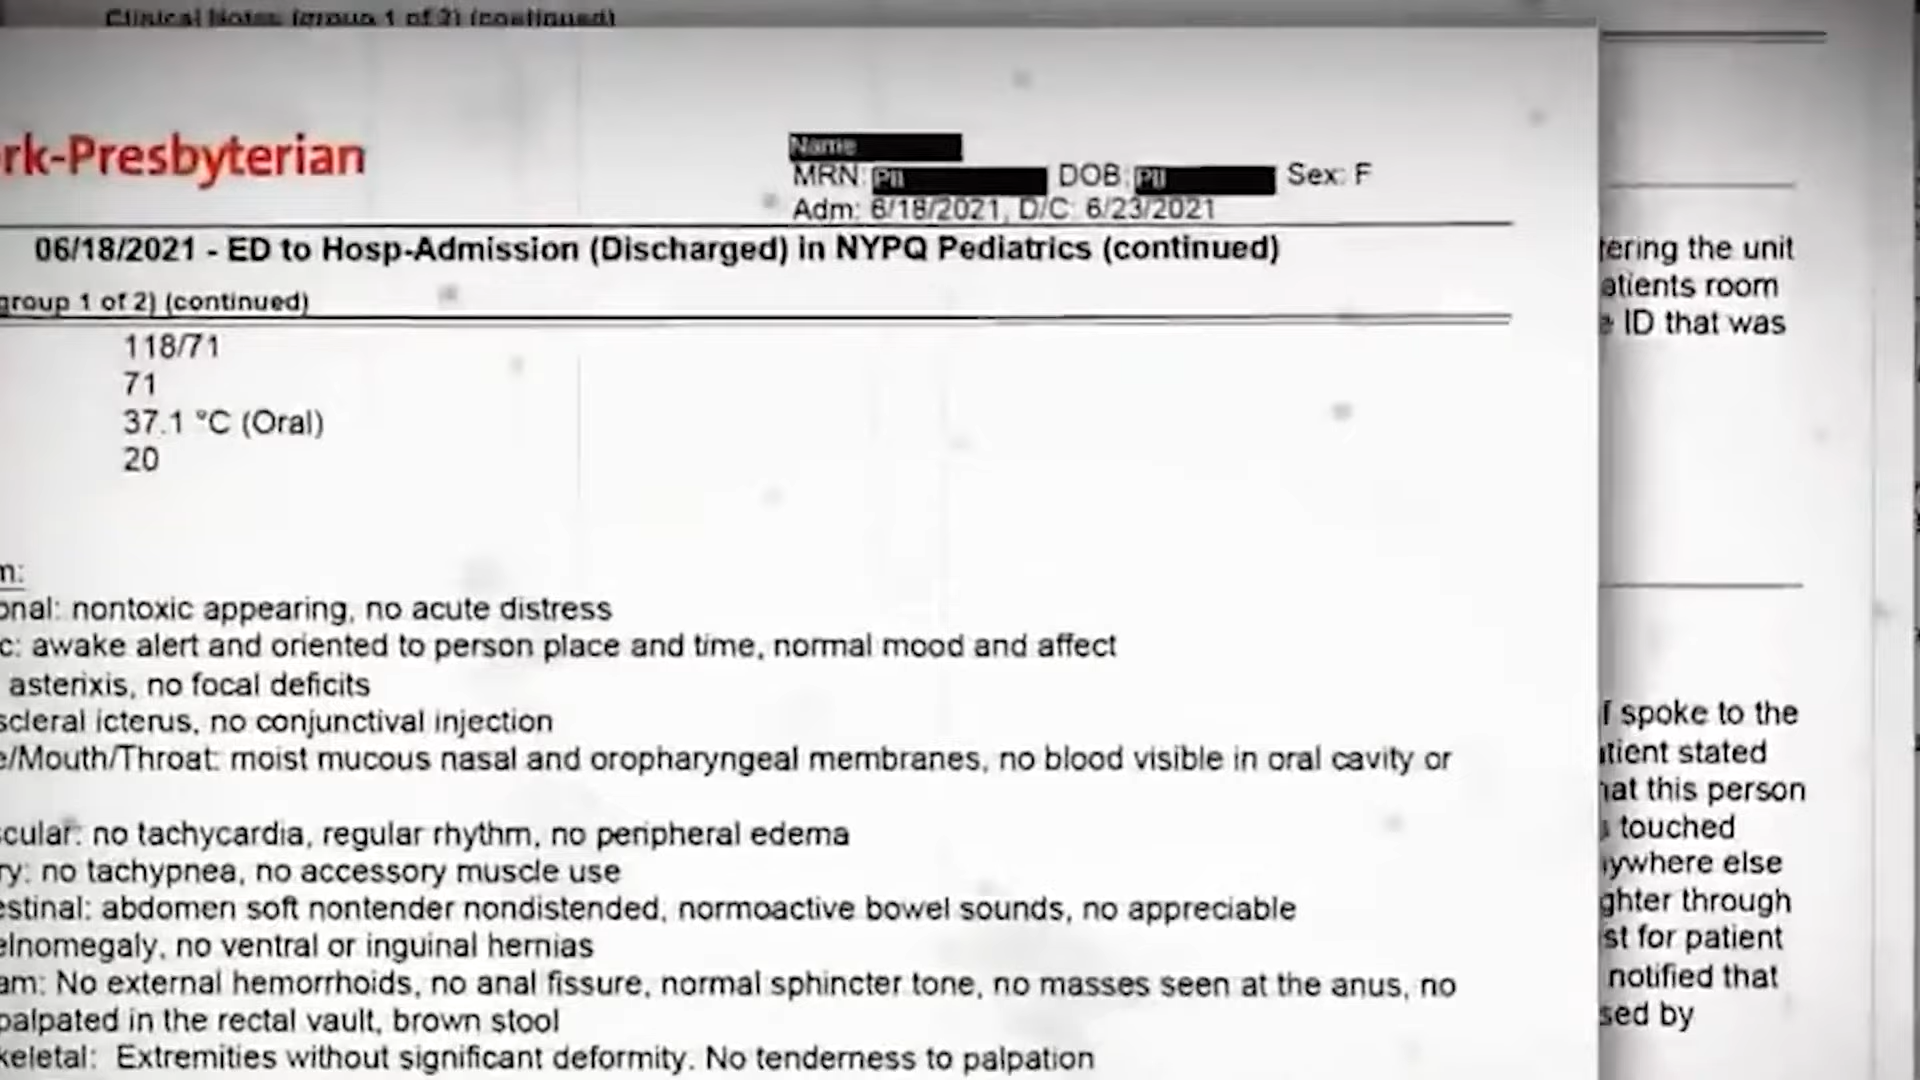 Clinical Notes (group 1 of 2) (continued)
rk-Presbyterian
Name
MRN: PII DOB: PII Sex: F
Adm: 6/18/2021, D/C: 6/23/2021
06/18/2021 - ED to Hosp-Admission (Discharged) in NYPQ Pediatrics (continued)
group 1 of 2) (continued)
118/71
71
37.1 °C (Oral)
20
m:
onal: nontoxic appearing, no acute distress
c: awake alert and oriented to person place and time, normal mood and affect
asterixis, no focal deficits
scleral icterus, no conjunctival injection
e/Mouth/Throat: moist mucous nasal and oropharyngeal membranes, no blood visible in oral cavity or
scular: no tachycardia, regular rhythm, no peripheral edema
ry: no tachypnea, no accessory muscle use
estinal: abdomen soft nontender nondistended, normoactive bowel sounds, no appreciable
elnomegaly, no ventral or inguinal hernias
am: No external hemorrhoids, no anal fissure, normal sphincter tone, no masses seen at the anus, no
palpated in the rectal vault, brown stool
keletal: Extremities without significant deformity. No tenderness to palpation
tering the unit
atients room
e ID that was
f spoke to the
atient stated
hat this person
touched
nywhere else
ghter through
st for patient
notified that
sed by